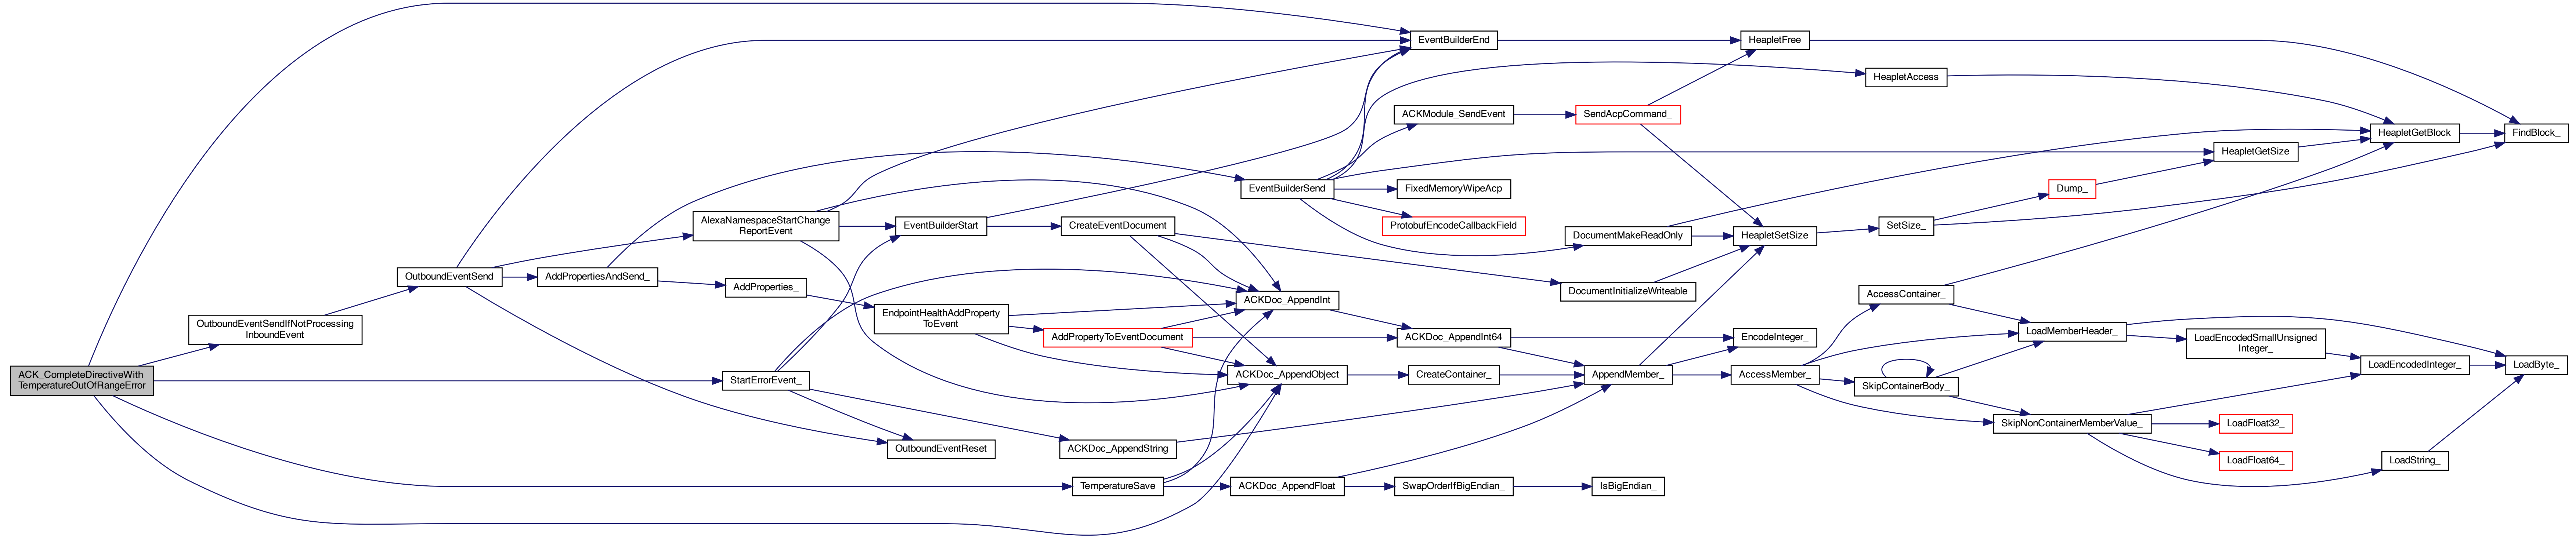 ACK_CompleteDirectiveWith
TemperatureOutOfRangeError
OutboundEventSendIfNotProcessing
InboundEvent
OutboundEventSend
AddPropertiesAndSend_
AlexaNamespaceStartChange
ReportEvent
AddProperties_
StartErrorEvent_
EventBuilderStart
EndpointHealthAddProperty
ToEvent
OutboundEventReset
CreateEventDocument
AddPropertyToEventDocument
ACKDoc_AppendString
TemperatureSave
EventBuilderSend
ACKDoc_AppendInt
ACKDoc_AppendObject
ACKDoc_AppendFloat
EventBuilderEnd
ACKModule_SendEvent
FixedMemoryWipeAcp
ProtobufEncodeCallbackField
ACKDoc_AppendInt64
CreateContainer_
SwapOrderIfBigEndian_
SendAcpCommand_
DocumentMakeReadOnly
DocumentInitializeWriteable
AppendMember_
IsBigEndian_
HeapletFree
HeapletSetSize
EncodeInteger_
AccessMember_
HeapletAccess
SetSize_
AccessContainer_
SkipContainerBody_
Dump_
LoadMemberHeader_
SkipNonContainerMemberValue_
HeapletGetSize
LoadEncodedSmallUnsigned
Integer_
LoadFloat32_
LoadFloat64_
HeapletGetBlock
LoadEncodedInteger_
LoadString_
FindBlock_
LoadByte_